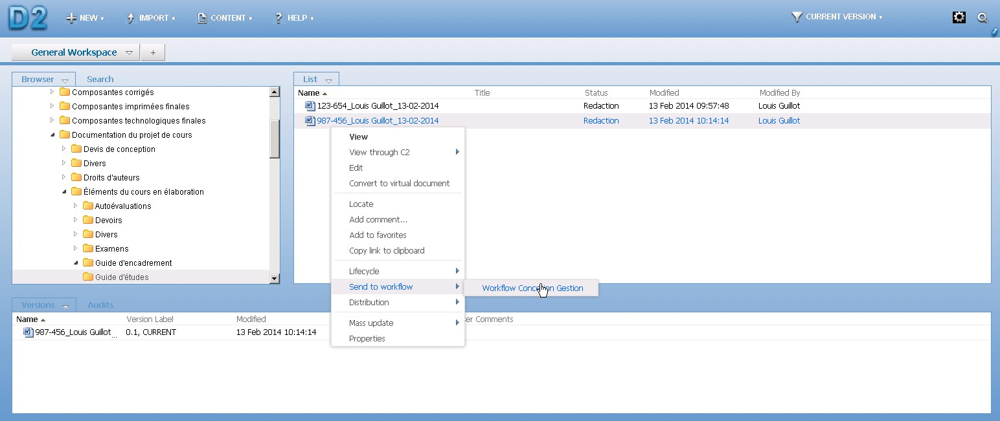 D2
NEW IMPORT CONTENT ? HELP CURRENT VERSION
General Workspace +
Browser Search
Composantes corrigés
Composantes imprimées finales
Composantes technologiques finales
Documentation du projet de cours
Devis de conception
Divers
Droits d'auteurs
Éléments du cours en élaboration
Autoévaluations
Devoirs
Divers
Examens
Guide d'encadrement
Guide d'études
List
Name Title Status Modified Modified By
123-654_Louis Guillot_13-02-2014 Redaction 13 Feb 2014 09:57:48 Louis Guillot
987-456_Louis Guillot_13-02-2014 Redaction 13 Feb 2014 10:14:14 Louis Guillot
View
View through C2
Edit
Convert to virtual document
Locate
Add comment...
Add to favorites
Copy link to clipboard
Lifecycle
Send to workflow
Workflow Gestion
Distribution
Mass update
Properties
Versions Audits
Name Version Label Modified Comments
987-456_Louis Guillot... 0.1, CURRENT 13 Feb 2014 10:14:14